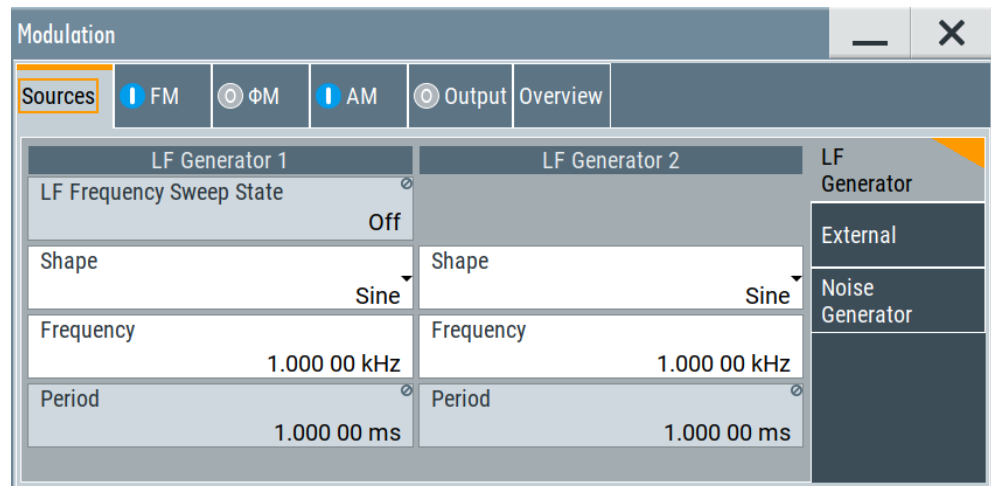 Modulation
Sources FM ΦM AM Output Overview
LF Generator 1 LF Generator 2
LF Frequency Sweep State
Off
Shape Shape
Sine Sine
Frequency Frequency
1.000 00 kHz 1.000 00 kHz
Period Period
1.000 00 ms 1.000 00 ms
LF
Generator
External
Noise
Generator